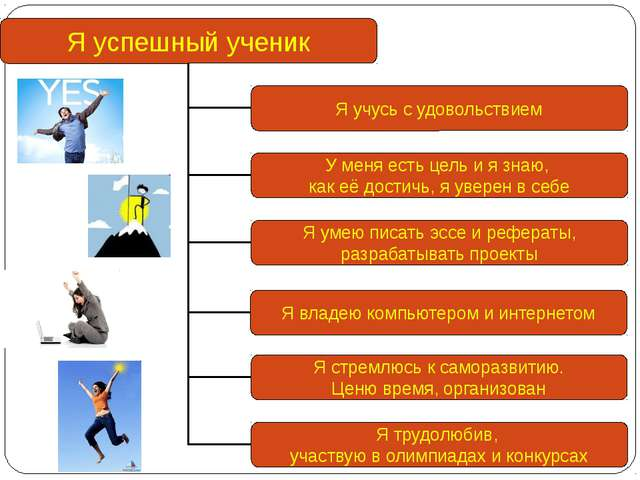 Я успешный ученик
YES
Я учусь с удовольствием
У меня есть цель и я знаю,
как её достичь, я уверен в себе
Я умею писать эссе и рефераты,
разрабатывать проекты
Я владею компьютером и интернетом
Я стремлюсь к саморазвитию.
Ценю время, организован
Я трудолюбив,
участвую в олимпиадах и конкурсах